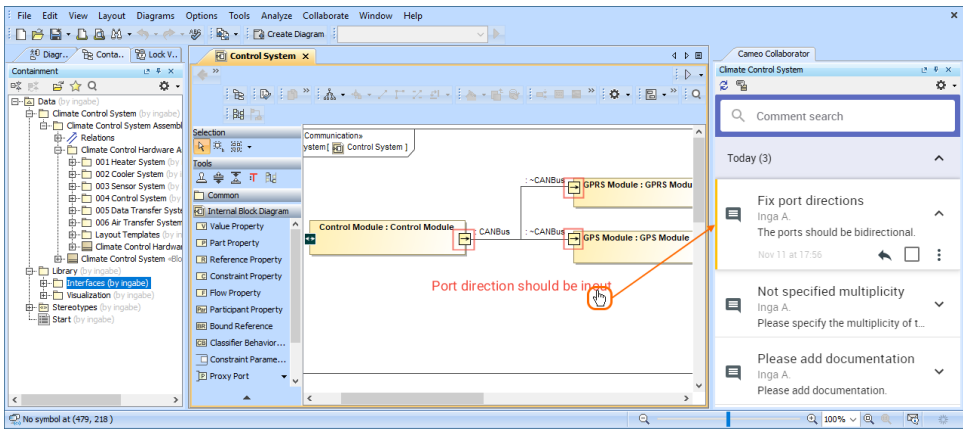 File Edit View Layout Diagrams Options Tools Analyze Collaborate Window Help
Create Diagram
Diagr.. Conta.. Lock V..
Containment
Data (by ingabe)
Climate Control System (by ingabe)
Climate Control System Assembl
Relations
Climate Control Hardware A
001 Heater System (by
002 Cooler System (by
003 Sensor System (by
004 Control System (by
005 Data Transfer Syste
006 Air Transfer System
Layout Templates (by in
Climate Control Hardwar
Climate Control System «Blo
Library (by ingabe)
Interfaces (by ingabe)
Visualization (by ingabe)
Stereotypes (by ingabe)
Start (by ingabe)
Control System
Selection
Tools
Common
Internal Block Diagram
Value Property
Part Property
Reference Property
Constraint Property
Flow Property
Participant Property
Bound Reference
Classifier Behavior...
Constraint Parame...
Proxy Port
Communication»
ystem[ Control System ]
Control Module : Control Module
: CANBus
: ~CANBus
GPRS Module : GPRS Modu
: ~CANBus
GPS Module : GPS Module
Port direction should be input
Cameo Collaborator
Climate Control System
Comment search
Today (3)
Fix port directions
Inga A.
The ports should be bidirectional.
Nov 11 at 17:56
Not specified multiplicity
Inga A.
Please specify the multiplicity of t...
Please add documentation
Inga A.
Please add documentation.
No symbol at (479, 218 )
100%